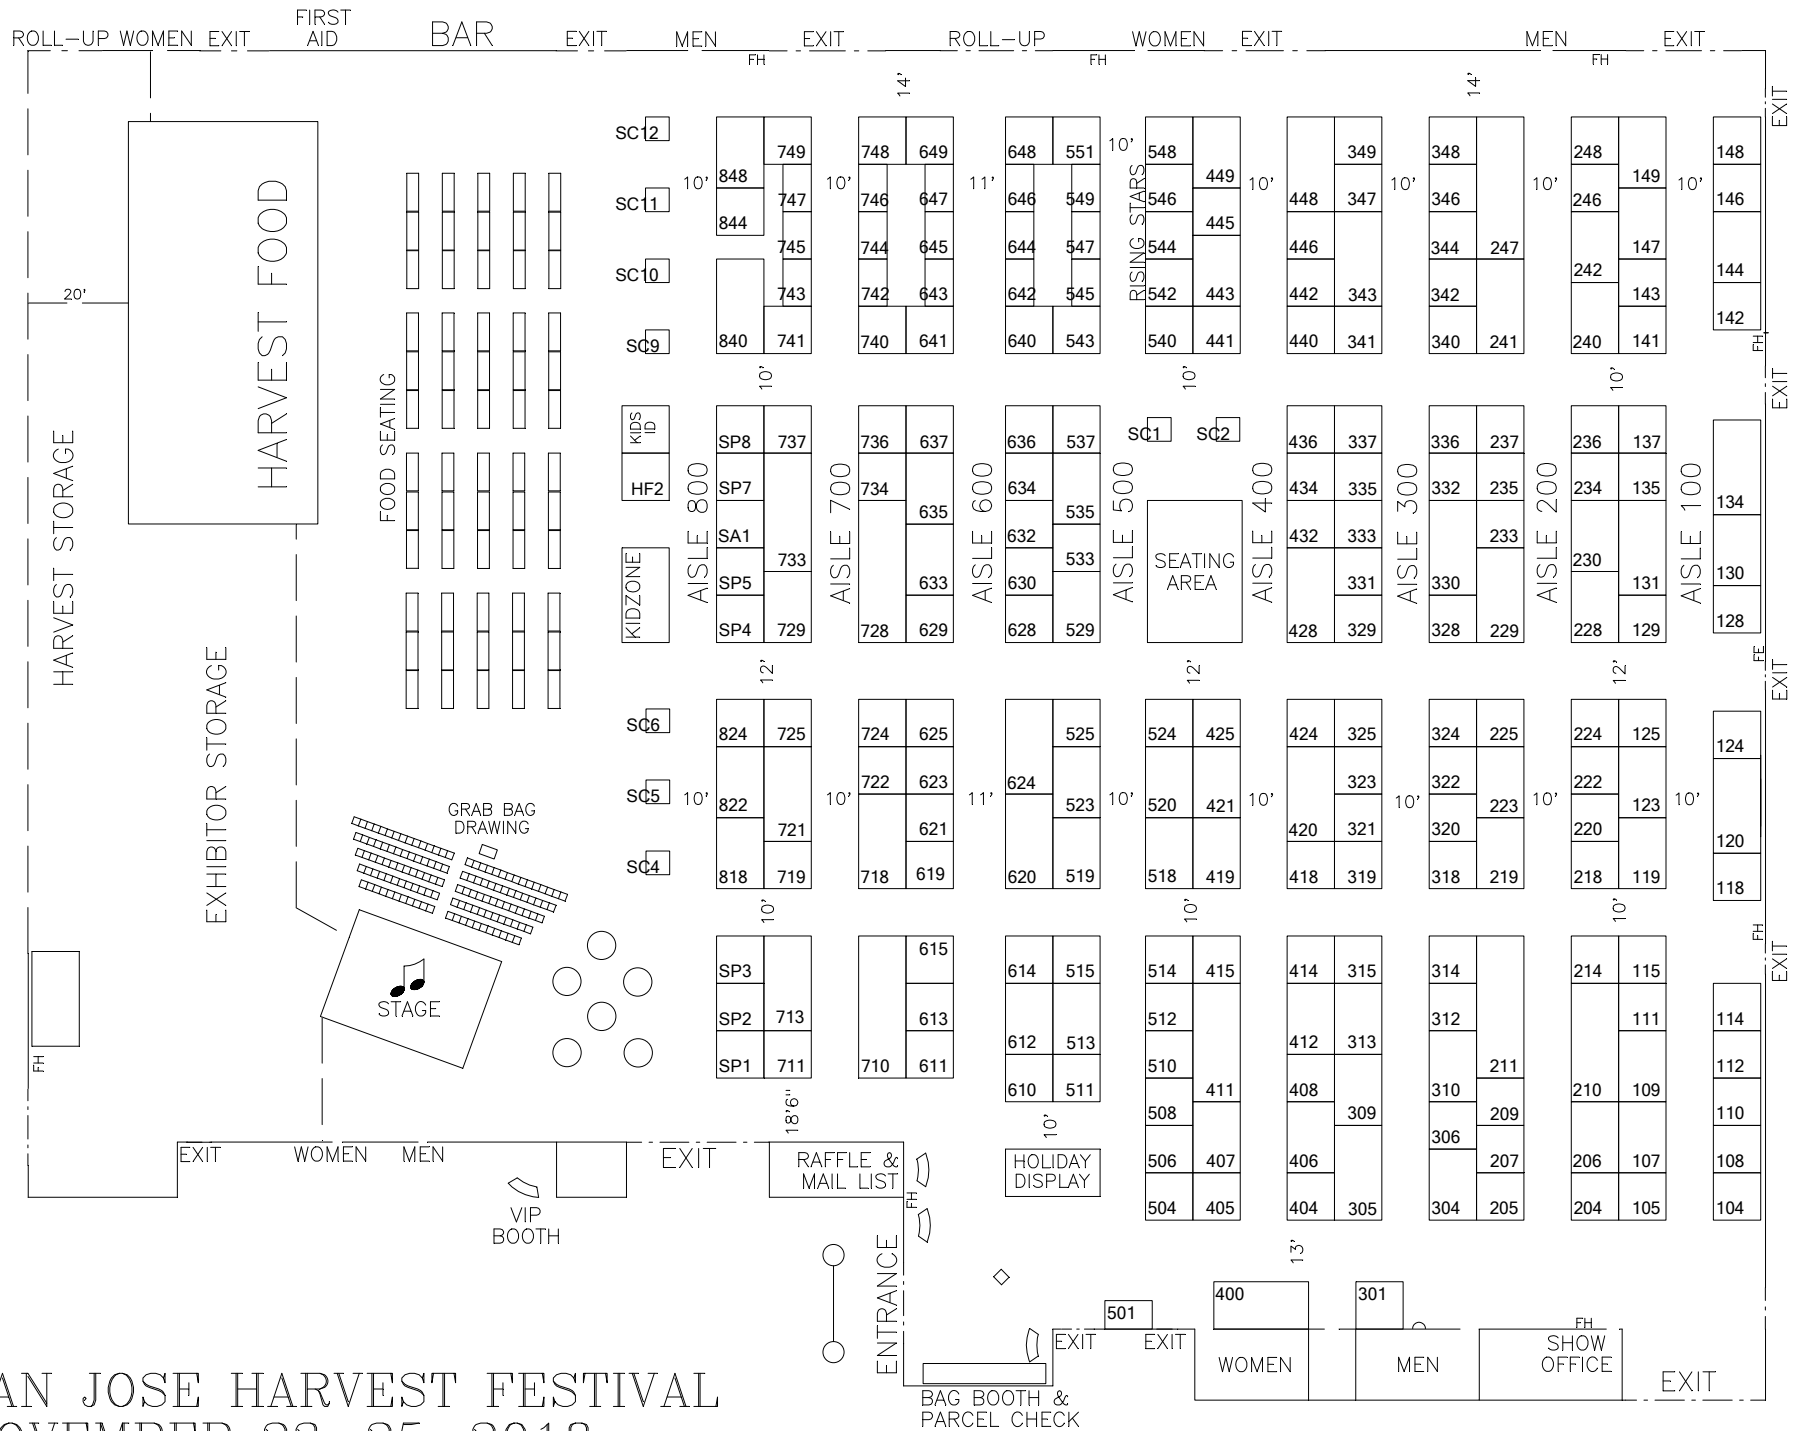 FIRST
ROLL-UP WOMEN EXIT AID BAR EXIT MEN EXIT ROLL-UP WOMEN EXIT MEN EXIT
FH FH FH
14' 14' EXIT
SC12 749 748 649 648 551 10' 548 349 348 248 148
848 10' 10' 11' 449 10' 10' 10' 149 10'
SC11 747 746 647 646 549 RISING STARS 546 448 347 346 246 146
844 445
745 744 645 644 547 544 446 344 247 147
SC10 242 144
743 742 643 642 545 542 443 442 343 342 143
20' HARVEST FOOD 142
SC9 840 741 740 641 640 543 540 441 440 341 340 241 240 141
FH
10' 10' 10' EXIT
FOOD SEATING
HARVEST STORAGE
KIDS
ID
SC1 SC2
SP8 737 736 637 636 537 436 337 336 237 236 137
HF2 AISLE 800 SP7 AISLE 700 734 AISLE 600 634 AISLE 500 AISLE 400 434 335 AISLE 300 332 235 AISLE 200 234 135 AISLE 100
635 535 134
SA1 632 432 333 233
733 533 SEATING 230
AREA
KIDZONE SP5 633 630 331 330 131 130
SP4 729 728 629 628 529 428 329 328 229 228 129 128
FE
12' 12' 12' EXIT
EXHIBITOR STORAGE
SC6 824 725 724 625 525 524 425 424 325 324 225 224 125 124
722 623 624 323 322 222
SC5 10' 822 10' 11' 523 10' 520 421 10' 10' 223 10' 123 10'
GRAB BAG
DRAWING
721 621 420 321 320 220 120
SC4 818 719 718 619 620 519 518 419 418 319 318 219 218 119 118
10' 10' 10' FH
615 EXIT
SP3 614 515 514 415 414 315 314 214 115
STAGE
SP2 713 613 512 312 111 114
612 513 412 313
FH SP1 711 710 611 510 211 112
610 511 411 408 310 210 109
18'6" 10' 508 309 209 110
306
EXIT WOMEN MEN EXIT RAFFLE & HOLIDAY 506 407 406 207 206 107 108
MAIL LIST DISPLAY
FH 504 405 404 305 304 205 204 105 104
VIP
BOOTH
ENTRANCE
13'
400 301
501
FH
EXIT EXIT WOMEN MEN SHOW
OFFICE
EXIT
AN JOSE HARVEST FESTIVAL
BAG BOOTH &
PARCEL CHECK